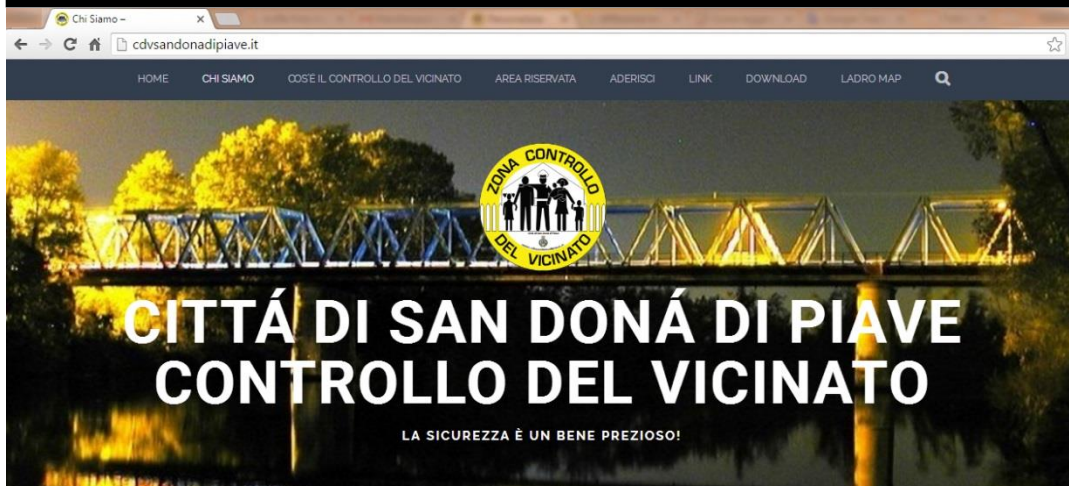 Chi Siamo –
cdvsandonadipiave.it
HOME CHI SIAMO COS'È IL CONTROLLO DEL VICINATO AREA RISERVATA ADERISCI LINK DOWNLOAD LADRO MAP
ZONA CONTROLLO
DEL VICINATO
CITTÁ DI SAN DONÁ DI PIAVE
CONTROLLO DEL VICINATO
LA SICUREZZA È UN BENE PREZIOSO!